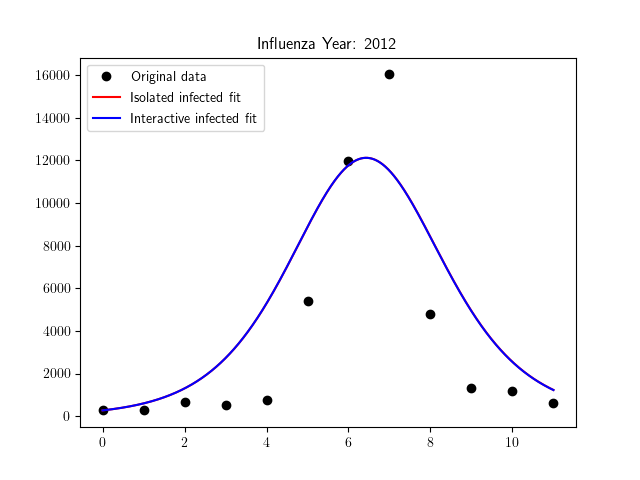 Influenza Year: 2012
Original data
Isolated infected fit
Interactive infected fit
16000
14000
12000
10000
8000
6000
4000
2000
0
0 2 4 6 8 10